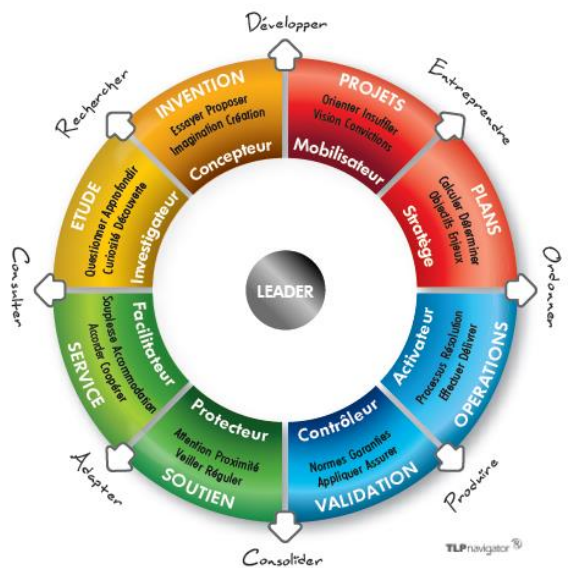 Développer
Entreprendre
Ordonner
Produire
Consolider
Adapter
Consulter
Rechercher
PROJETS
Orienter Insuffler
Vision Convictions
Mobilisateur
PLANS
Calculer Déterminer
Objectifs Enjeux
Stratège
OPERATIONS
Effectuer Délivrer
Processus Résolution
Activateur
Contrôleur
Normes Garanties
Appliquer Assurer
VALIDATION
Protecteur
Attention Proximité
Veiller Réguler
SOUTIEN
Facilitateur
Souplesse Accommodation
Accorder Coopérer
SERVICE
ETUDE
Questionner Approfondir
Curiosité Découverte
Investigateur
INVENTION
Essayer Proposer
Imagination Création
Concepteur
LEADER
TLPnavigator ®